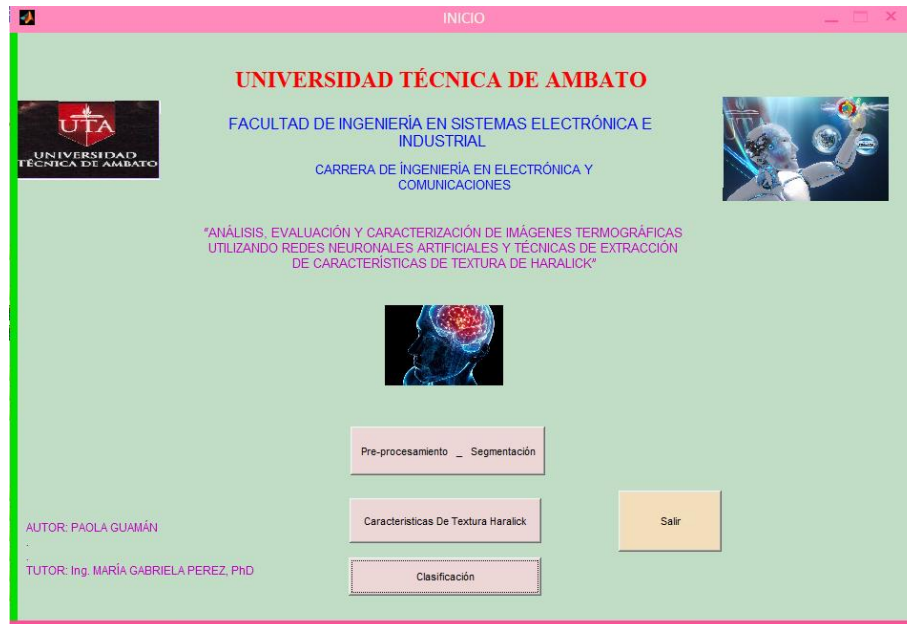 INICIO
UNIVERSIDAD TÉCNICA DE AMBATO
UTA
UNIVERSIDAD
TÉCNICA DE AMBATO
FACULTAD DE INGENIERÍA EN SISTEMAS ELECTRÓNICA E
INDUSTRIAL
CARRERA DE ÍNGENIERÍA EN ELECTRÓNICA Y
COMUNICACIONES
"ANÁLISIS, EVALUACIÓN Y CARACTERIZACIÓN DE IMÁGENES TERMOGRÁFICAS
UTILIZANDO REDES NEURONALES ARTIFICIALES Y TÉCNICAS DE EXTRACCIÓN
DE CARACTERÍSTICAS DE TEXTURA DE HARALICK"
Pre-procesamiento _ Segmentación
Caracteristicas De Textura Haralick
Salir
Clasificación
AUTOR: PAOLA GUAMÁN
.
.
TUTOR: Ing. MARÍA GABRIELA PEREZ, PhD